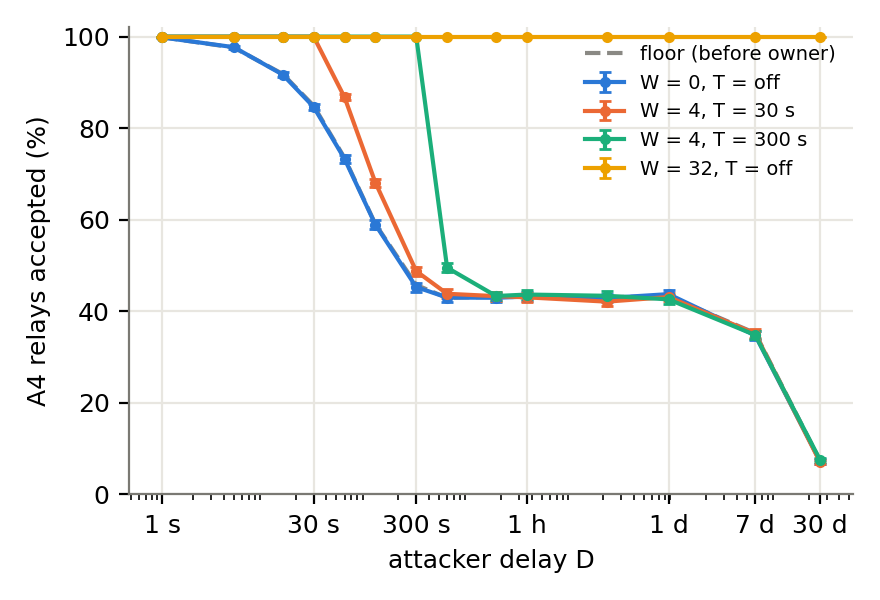 A4 relays accepted (%)
100
80
60
40
20
0
floor (before owner)
W = 0, T = off
W = 4, T = 30 s
W = 4, T = 300 s
W = 32, T = off
1 s
30 s
300 s
1 h
1 d
7 d
30 d
attacker delay D